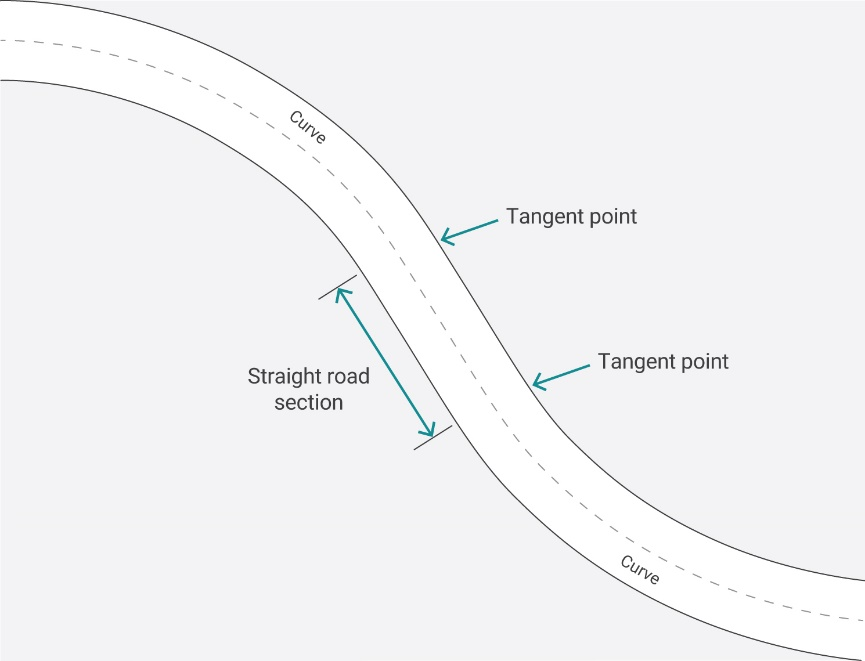 Curve
Tangent point
Tangent point
Straight road
section
Curve